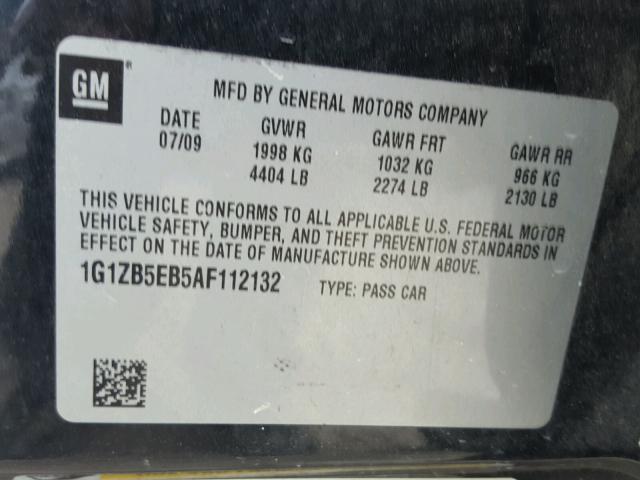 GM®
MFD BY GENERAL MOTORS COMPANY
DATE GVWR GAWR FRT GAWR RR
07/09 1998 KG 1032 KG 966 KG
4404 LB 2274 LB 2130 LB
THIS VEHICLE CONFORMS TO ALL APPLICABLE U.S. FEDERAL MOTOR
VEHICLE SAFETY, BUMPER, AND THEFT PREVENTION STANDARDS IN
EFFECT ON THE DATE OF MANUFACTURE SHOWN ABOVE.
1G1ZB5EB5AF112132 TYPE: PASS CAR